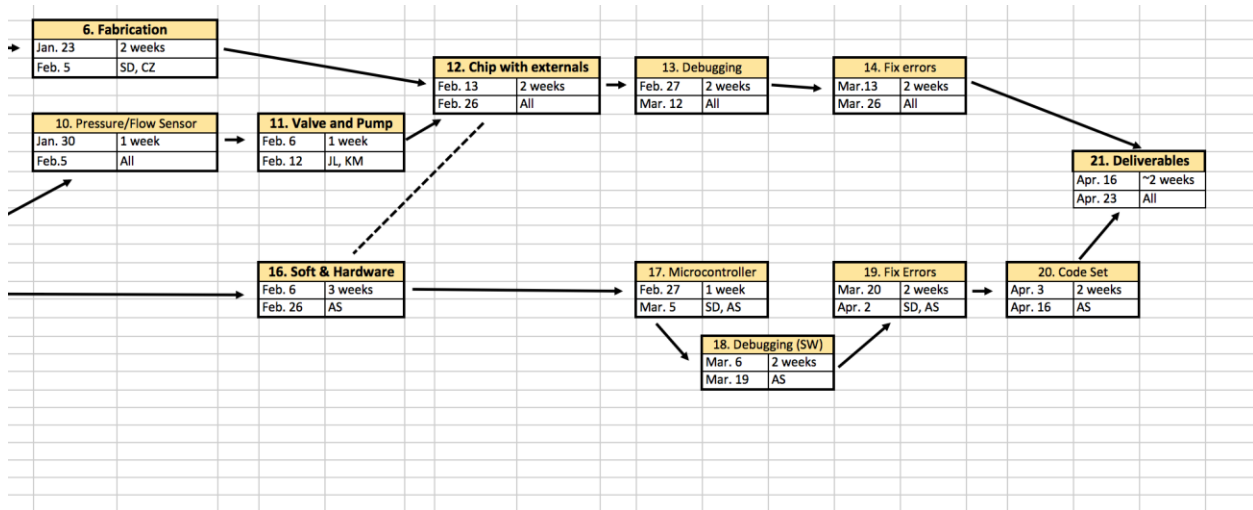 6. Fabrication
Jan. 23 2 weeks
Feb. 5 SD, CZ
12. Chip with externals
Feb. 13 2 weeks
Feb. 26 All
13. Debugging
Feb. 27 2 weeks
Mar. 12 All
14. Fix errors
Mar.13 2 weeks
Mar. 26 All
10. Pressure/Flow Sensor
Jan. 30 1 week
Feb.5 All
11. Valve and Pump
Feb. 6 1 week
Feb. 12 JL, KM
21. Deliverables
Apr. 16 ~2 weeks
Apr. 23 All
16. Soft & Hardware
Feb. 6 3 weeks
Feb. 26 AS
17. Microcontroller
Feb. 27 1 week
Mar. 5 SD, AS
19. Fix Errors
Mar. 20 2 weeks
Apr. 2 SD, AS
20. Code Set
Apr. 3 2 weeks
Apr. 16 AS
18. Debugging (SW)
Mar. 6 2 weeks
Mar. 19 AS